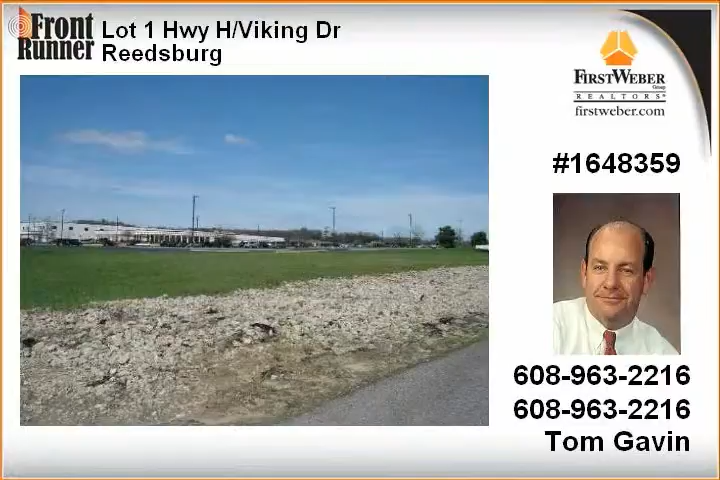 Front
Runner
Lot 1 Hwy H/Viking Dr
Reedsburg
FIRSTWEBER
Group
REALTORS®
firstweber.com
#1648359
608-963-2216
608-963-2216
Tom Gavin